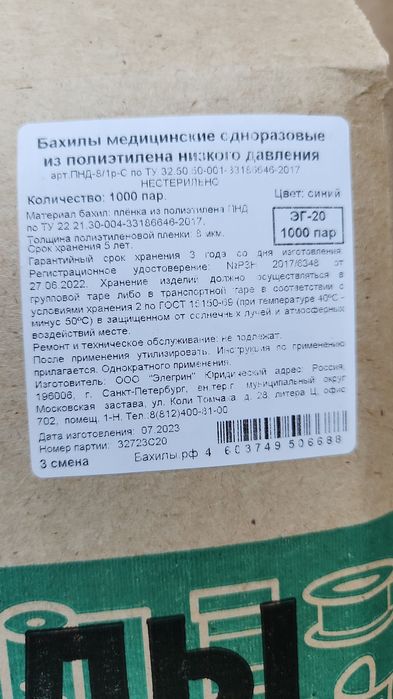 Бахилы медицинские одноразовые
из полиэтилена низкого давления
арт.ПНД-8/1р-С по ТУ 32.50.50-001-33186646-2017
НЕСТЕРИЛЬНО
Количество: 1000 пар. Цвет: синий
Материал бахил: плёнка из полиэтилена ПНД
по ТУ 22.21.30-004-33186646-2017.
Толщина полиэтиленовой пленки: 8 мкм.
Срок хранения 5 лет.
ЭГ-20
1000 пар
Гарантийный срок хранения 3 года со дня изготовления.
Регистрационное удостоверение: №РЗН 2017/6348 от
27.06.2022. Хранение изделий должно осуществляться в
групповой таре либо в транспортной таре в соответствии с
условиями хранения 2 по ГОСТ 15150-69 (при температуре 40ºС -
минус 50ºС) в защищенном от солнечных лучей и атмосферных
воздействий месте.
Ремонт и техническое обслуживание: не подлежат.
После применения утилизировать. Инструкция по применению
прилагается. Однократного применения.
Изготовитель: ООО "Элегрин" Юридический адрес: Россия,
196006, г. Санкт-Петербург, вн.тер.г. муниципальный округ
Московская застава, ул. Коли Томчака, д. 28, литера Ц, офис
702, помещ. 1-Н. Тел.:8(812)400-81-00
Дата изготовления: 07.2023
Номер партии: 32723С20
3 смена Бахилы.рф 4 603749 506688
ЛЫ